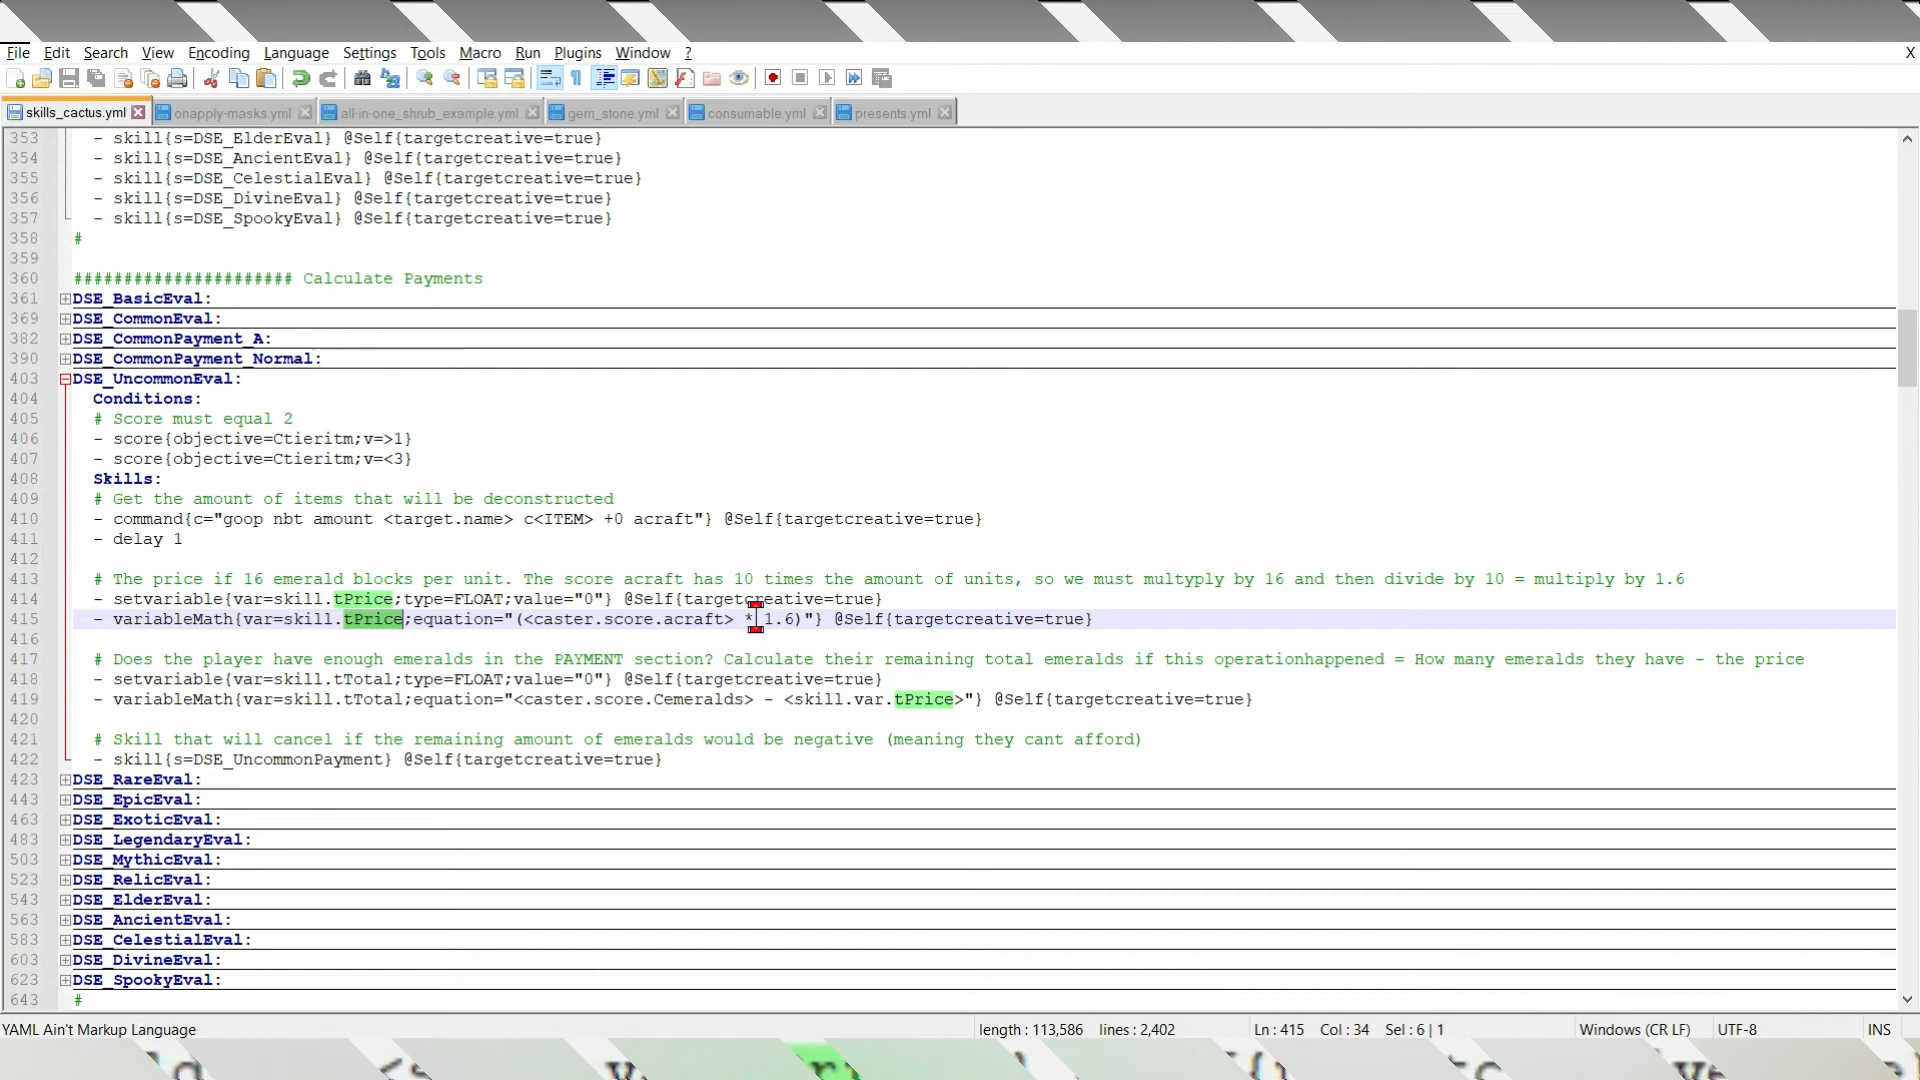 File Edit Search View Encoding Language Settings Tools Macro Run Plugins Window ? X
skills_cactus.yml onapply-masks.yml all-in-one_shrub_example.yml gem_stone.yml consumable.yml presents.yml
353 - skill{s=DSE_ElderEval} @Self{targetcreative=true}
354 - skill{s=DSE_AncientEval} @Self{targetcreative=true}
355 - skill{s=DSE_CelestialEval} @Self{targetcreative=true}
356 - skill{s=DSE_DivineEval} @Self{targetcreative=true}
357 - skill{s=DSE_SpookyEval} @Self{targetcreative=true}
358 #
359
360 ###################### Calculate Payments
361 DSE_BasicEval:
369 DSE_CommonEval:
382 DSE_CommonPayment_A:
390 DSE_CommonPayment_Normal:
403 DSE_UncommonEval:
404 Conditions:
405 # Score must equal 2
406 - score{objective=Ctieritm;v=>1}
407 - score{objective=Ctieritm;v=<3}
408 Skills:
409 # Get the amount of items that will be deconstructed
410 - command{c="goop nbt amount <target.name> c<ITEM> +0 acraft"} @Self{targetcreative=true}
411 - delay 1
412
413 # The price if 16 emerald blocks per unit. The score acraft has 10 times the amount of units, so we must multyply by 16 and then divide by 10 = multiply by 1.6
414 - setvariable{var=skill.tPrice;type=FLOAT;value="0"} @Self{targetcreative=true}
415 - variableMath{var=skill.tPrice;equation="(<caster.score.acraft> * 1.6)"} @Self{targetcreative=true}
416
417 # Does the player have enough emeralds in the PAYMENT section? Calculate their remaining total emeralds if this operationhappened = How many emeralds they have - the price
418 - setvariable{var=skill.tTotal;type=FLOAT;value="0"} @Self{targetcreative=true}
419 - variableMath{var=skill.tTotal;equation="<caster.score.Cemeralds> - <skill.var.tPrice>"} @Self{targetcreative=true}
420
421 # Skill that will cancel if the remaining amount of emeralds would be negative (meaning they cant afford)
422 - skill{s=DSE_UncommonPayment} @Self{targetcreative=true}
423 DSE_RareEval:
443 DSE_EpicEval:
463 DSE_ExoticEval:
483 DSE_LegendaryEval:
503 DSE_MythicEval:
523 DSE_RelicEval:
543 DSE_ElderEval:
563 DSE_AncientEval:
583 DSE_CelestialEval:
603 DSE_DivineEval:
623 DSE_SpookyEval:
643 #
YAML Ain't Markup Language length : 113,586 lines : 2,402 Ln : 415 Col : 34 Sel : 6 | 1 Windows (CR LF) UTF-8 INS